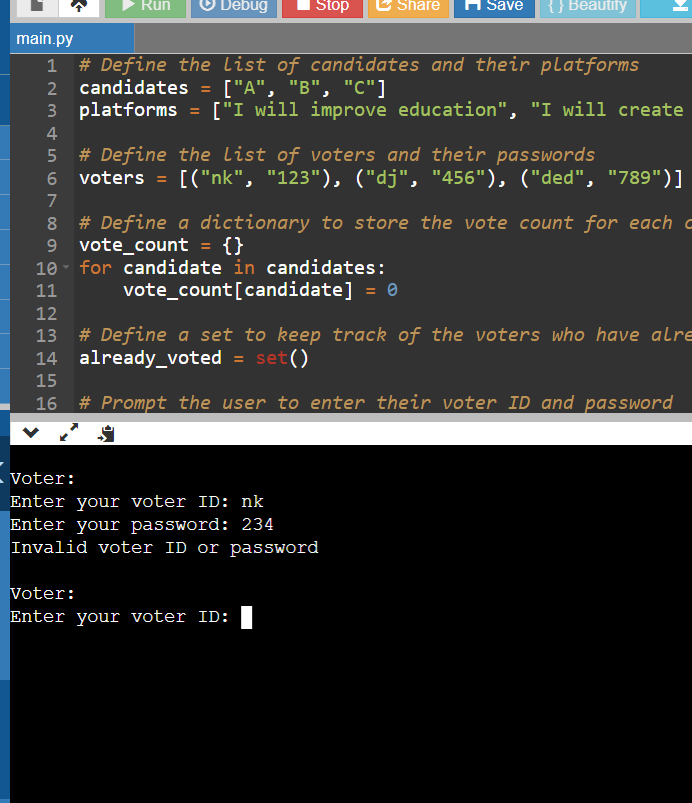 Run Debug Stop Share Save { } Beautify
main.py
1 # Define the list of candidates and their platforms
2 candidates = ["A", "B", "C"]
3 platforms = ["I will improve education", "I will create
4
5 # Define the list of voters and their passwords
6 voters = [("nk", "123"), ("dj", "456"), ("ded", "789")]
7
8 # Define a dictionary to store the vote count for each
9 vote_count = {}
10 for candidate in candidates:
11 vote_count[candidate] = 0
12
13 # Define a set to keep track of the voters who have alre
14 already_voted = set()
15
16 # Prompt the user to enter their voter ID and password
Voter:
Enter your voter ID: nk
Enter your password: 234
Invalid voter ID or password
Voter:
Enter your voter ID: